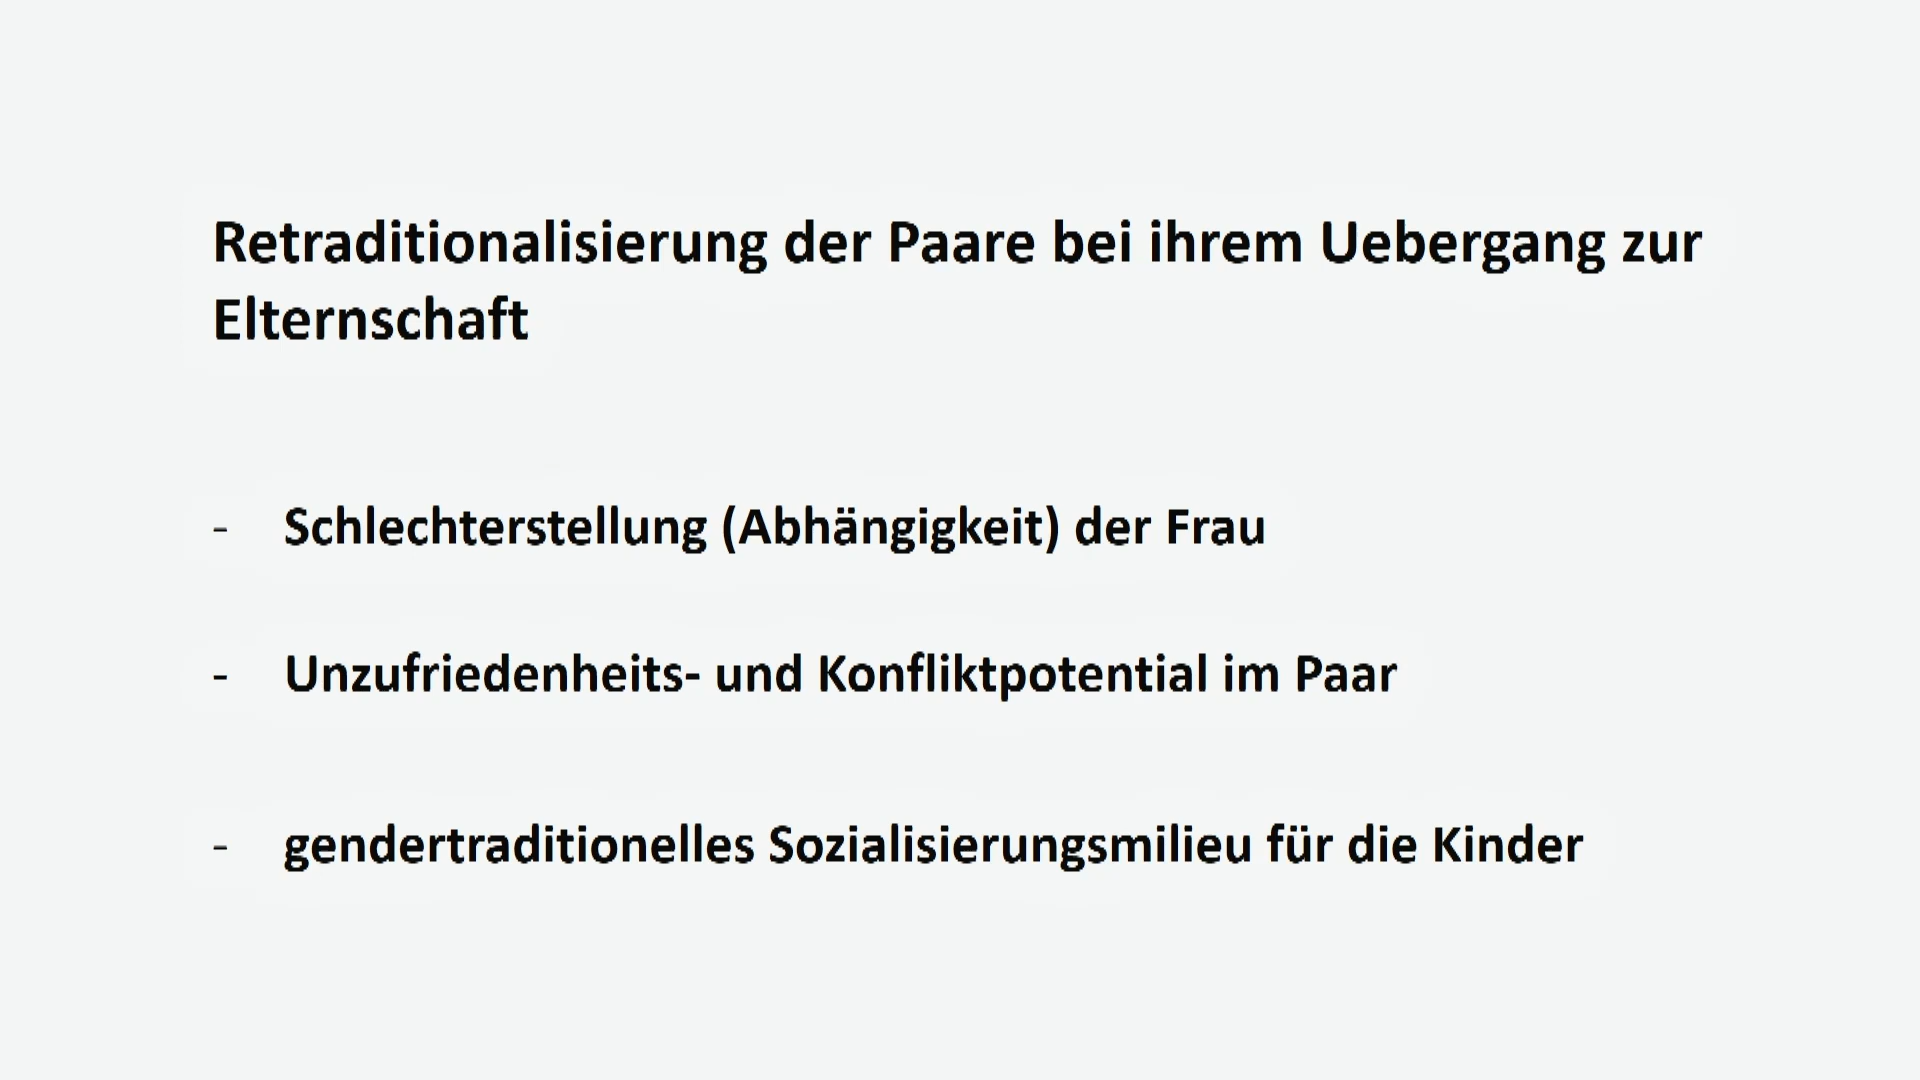 Retraditionalisierung der Paare bei ihrem Uebergang zur
Elternschaft
- Schlechterstellung (Abhängigkeit) der Frau
- Unzufriedenheits- und Konfliktpotential im Paar
- gendertraditionelles Sozialisierungsmilieu für die Kinder